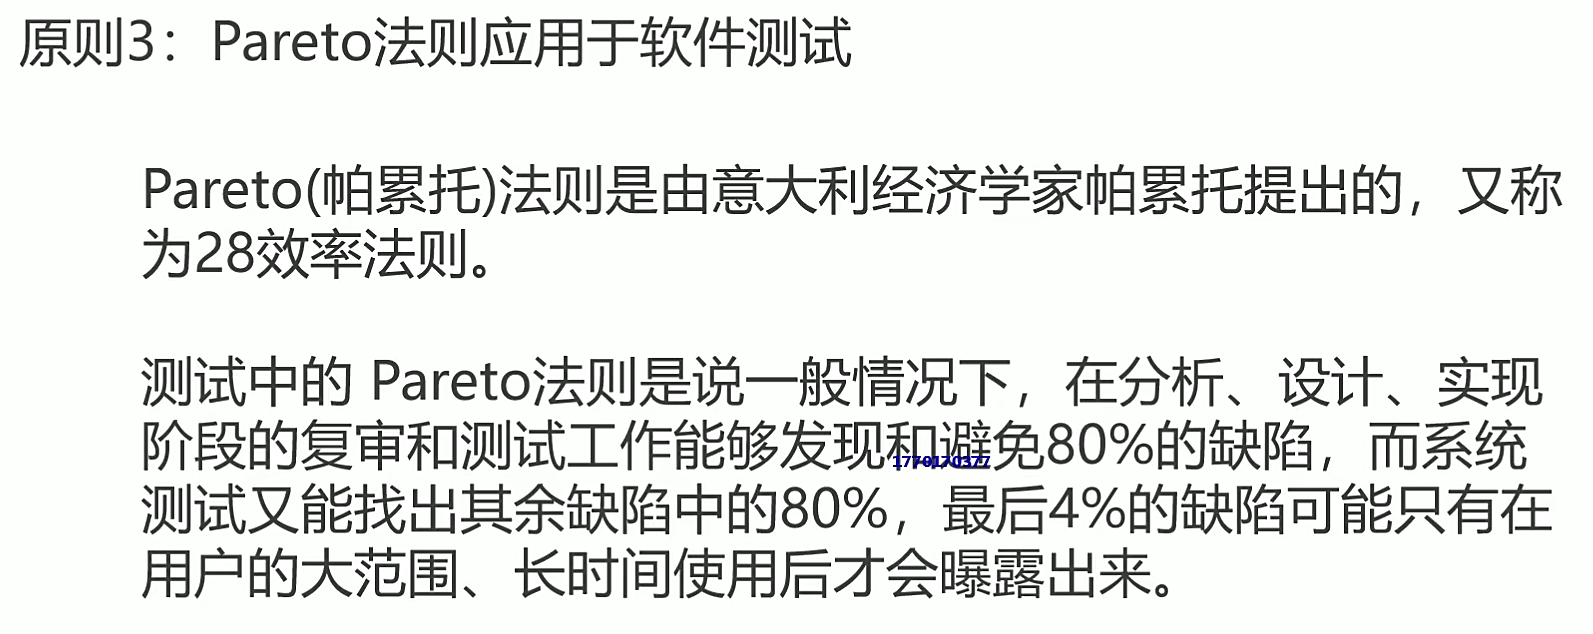 原则3：Pareto法则应用于软件测试
Pareto(帕累托)法则是由意大利经济学家帕累托提出的，又称
为28效率法则。
测试中的 Pareto法则是说一般情况下，在分析、设计、实现
阶段的复审和测试工作能够发现和避免80%的缺陷，而系统
测试又能找出其余缺陷中的80%，最后4%的缺陷可能只有在
用户的大范围、长时间使用后才会曝露出来。